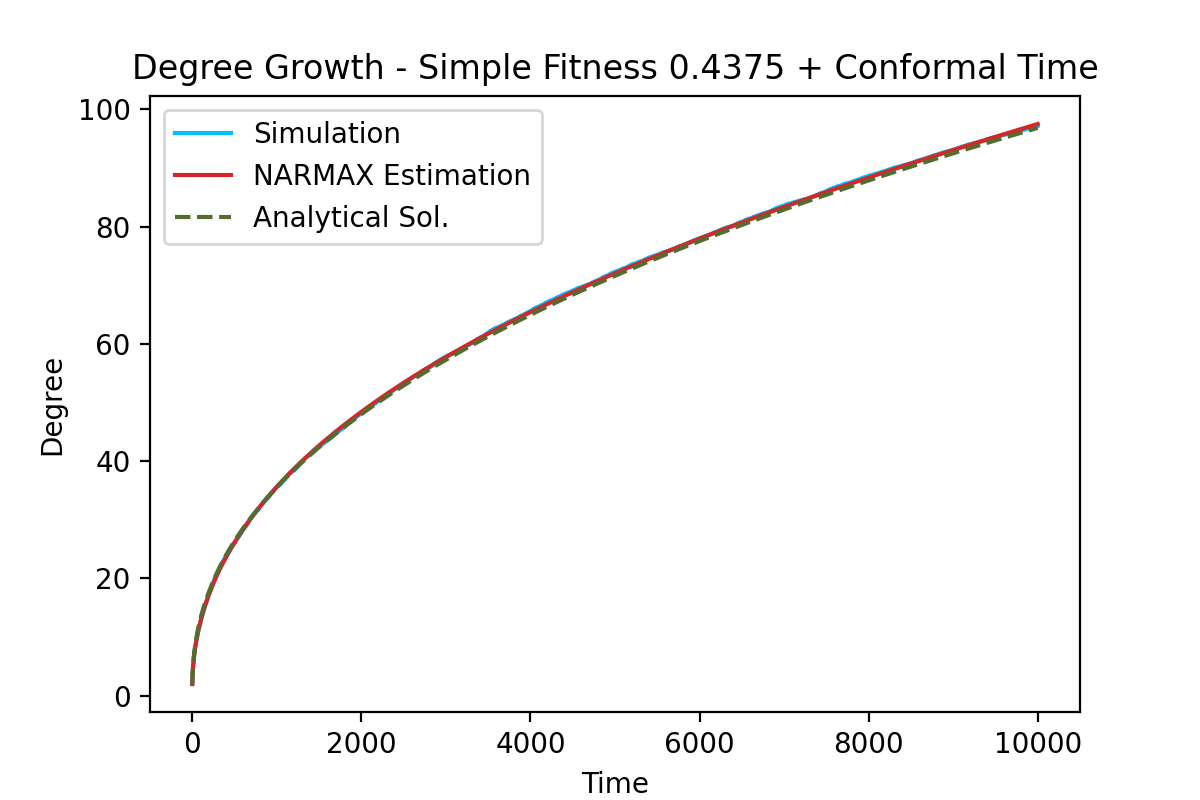 Degree Growth - Simple Fitness 0.4375 + Conformal Time
100
80
60
40
20
0
Degree
Simulation
NARMAX Estimation
Analytical Sol.
0 2000 4000 6000 8000 10000
Time